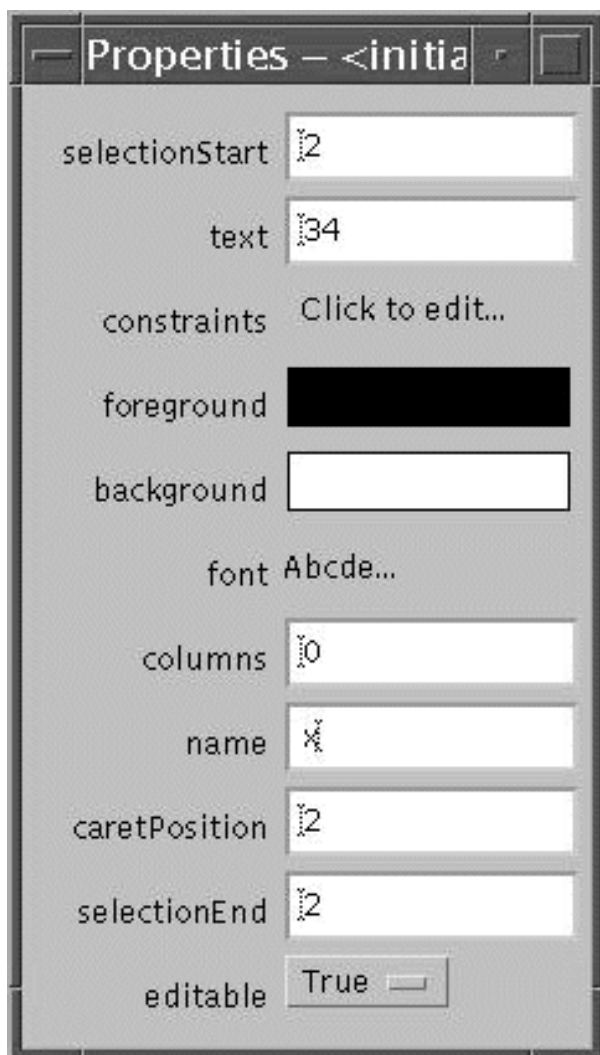 Properties – <initia
selectionStart 2
text 34
constraints Click to edit...
foreground
background
font Abcde...
columns 0
name x
caretPosition 2
selectionEnd 2
editable True